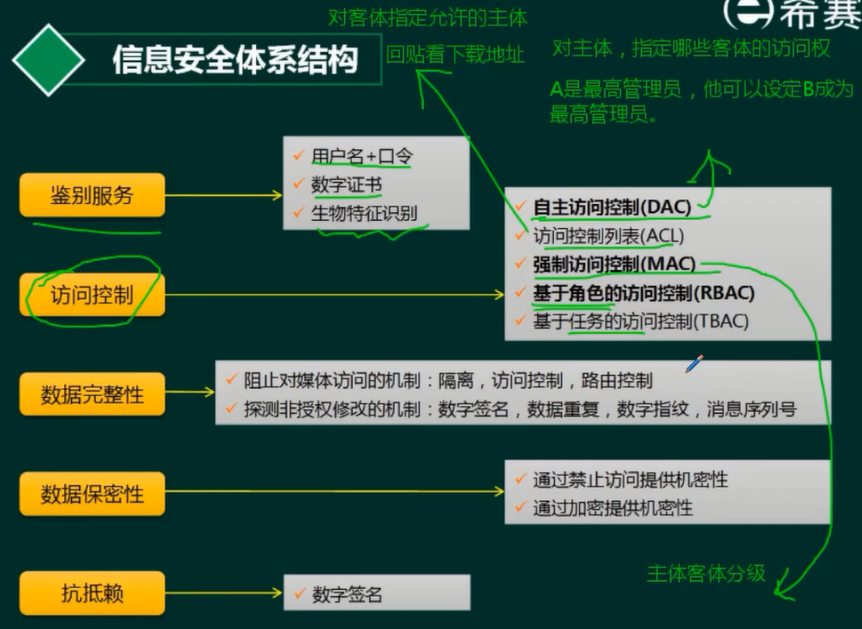 希赛
对客体指定允许的主体
回贴看下载地址
对主体，指定哪些客体的访问权
A是最高管理员，他可以设定B成为
最高管理员。
信息安全体系结构
鉴别服务
用户名+口令
数字证书
生物特征识别
访问控制
自主访问控制(DAC)
访问控制列表(ACL)
强制访问控制(MAC)
基于角色的访问控制(RBAC)
基于任务的访问控制(TBAC)
数据完整性
阻止对媒体访问的机制：隔离，访问控制，路由控制
探测非授权修改的机制：数字签名，数据重复，数字指纹，消息序列号
数据保密性
通过禁止访问提供机密性
通过加密提供机密性
主体客体分级
抗抵赖
数字签名